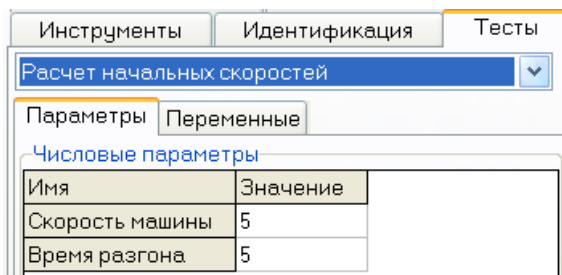 Инструменты Идентификация Тесты
Расчет начальных скоростей
Параметры Переменные
Числовые параметры
Имя Значение
Скорость машины 5
Время разгона 5